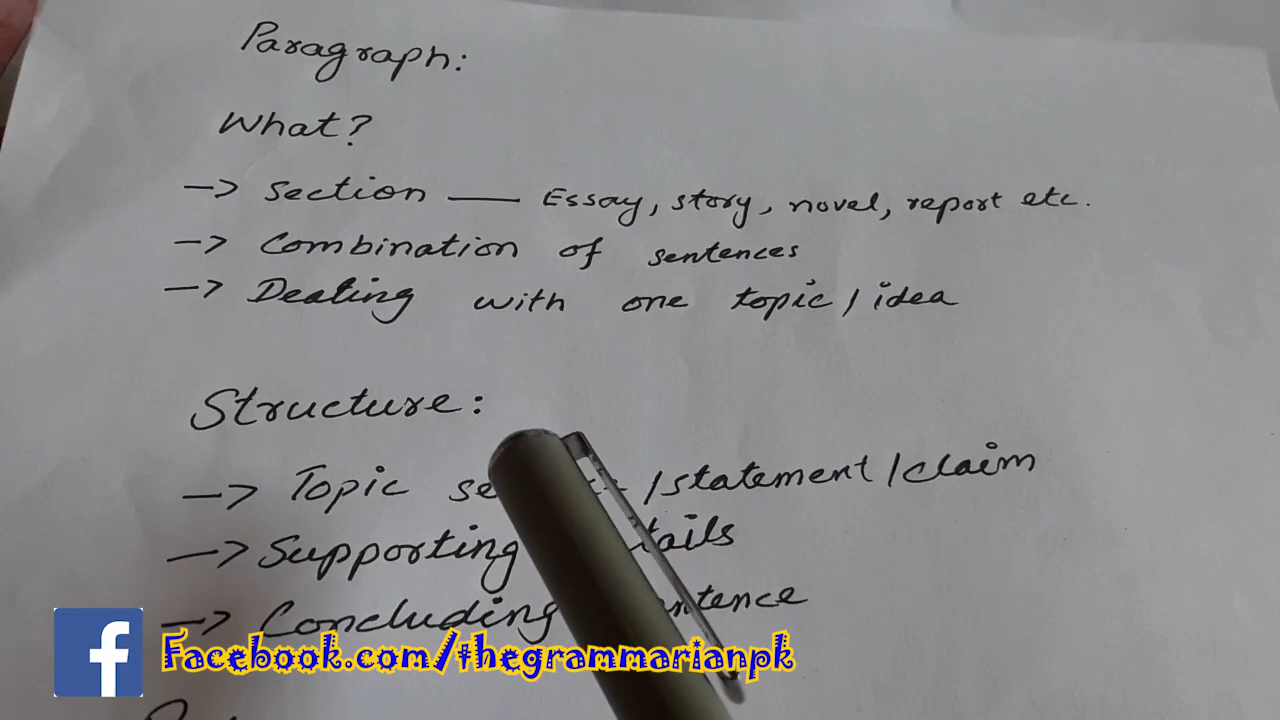 Paragraph:
What?
-> Section — Essay, story, novel, report etc.
-> Combination of sentences
-> Dealing with one topic / idea
Structure:
-> Topic / statement / claim
-> Supporting
-> Concluding
Facebook.com/thegrammarianpk